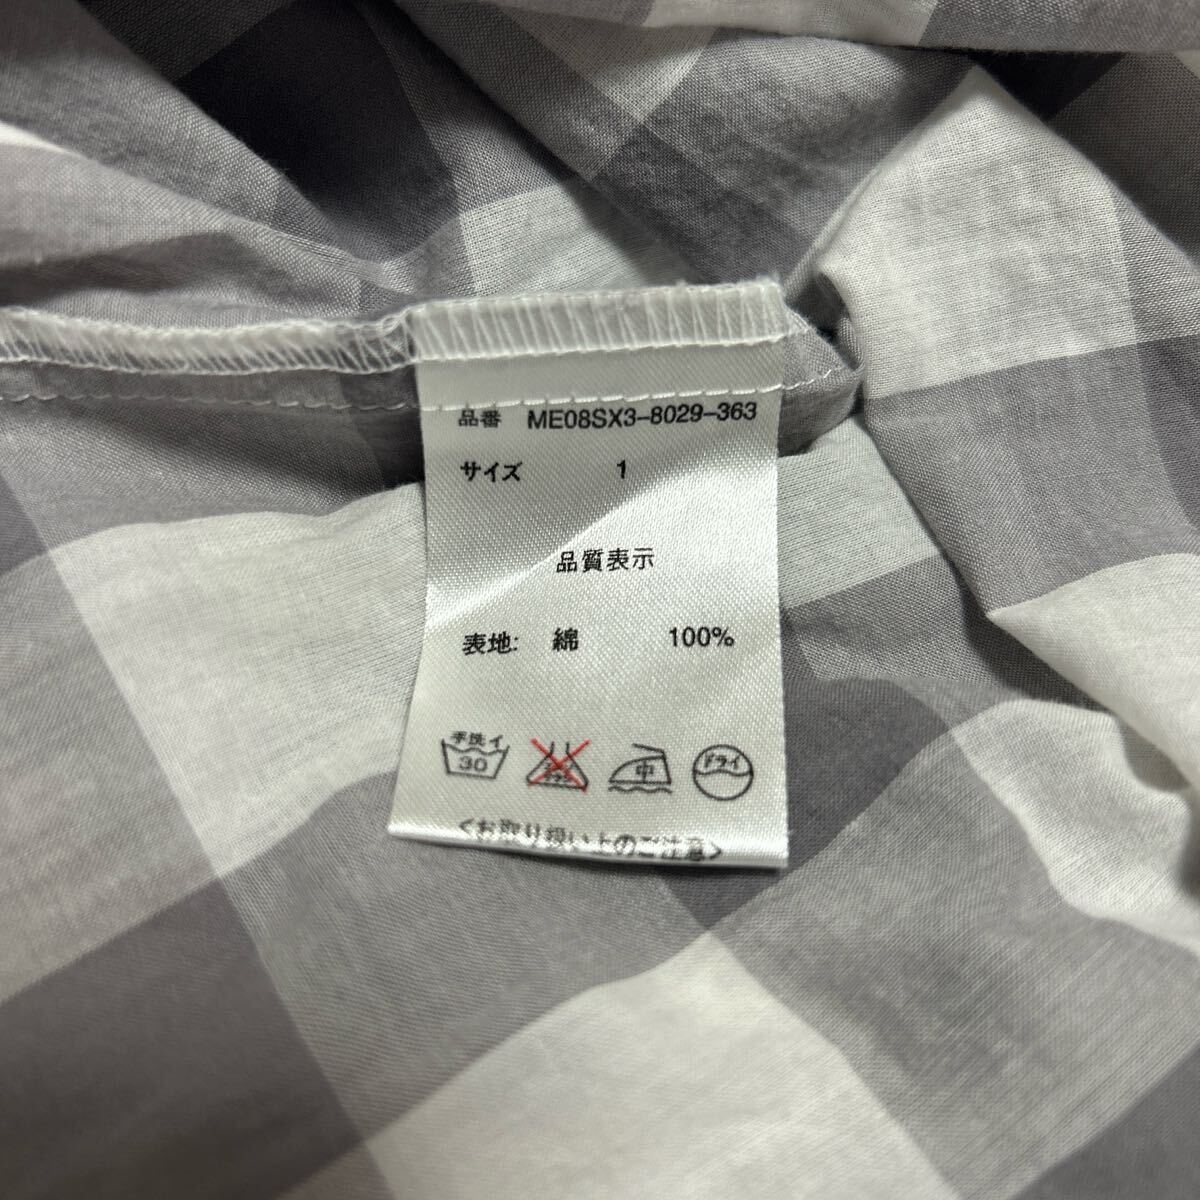 品番 ME08SX3-8029-363
サイズ 1
品質表示
表地: 綿 100%
手洗イ 30 中 ドライ
<お取り扱い上のご注意>